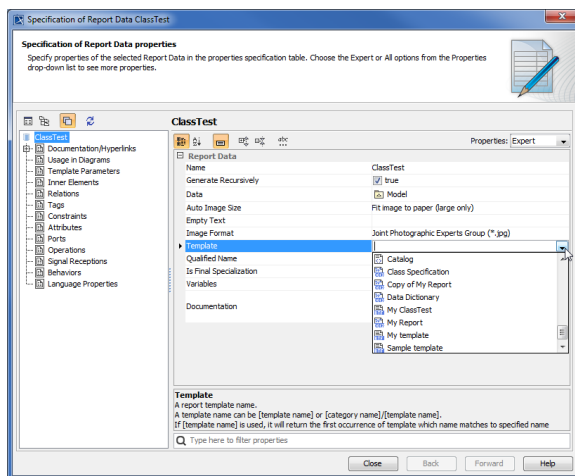 Specification of Report Data ClassTest
Specification of Report Data properties
Specify properties of the selected Report Data in the properties specification table. Choose the Expert or All options from the Properties
drop-down list to see more properties.
ClassTest
Documentation/Hyperlinks
Usage in Diagrams
Template Parameters
Inner Elements
Relations
Tags
Constraints
Attributes
Ports
Operations
Signal Receptions
Behaviors
Language Properties
ClassTest
Properties: Expert
Report Data
Name ClassTest
Generate Recursively true
Data Model
Auto Image Size Fit image to paper (large only)
Empty Text
Image Format Joint Photographic Experts Group (*.jpg)
Template
Qualified Name
Is Final Specialization
Variables
Documentation
Catalog
Class Specification
Copy of My Report
Data Dictionary
My ClassTest
My Report
My template
Sample template
Template
A report template name.
A template name can be [template name] or [category name]/[template name].
If [template name] is used, it will return the first occurrence of template which name matches to specified name
Type here to filter properties
Close Back Forward Help